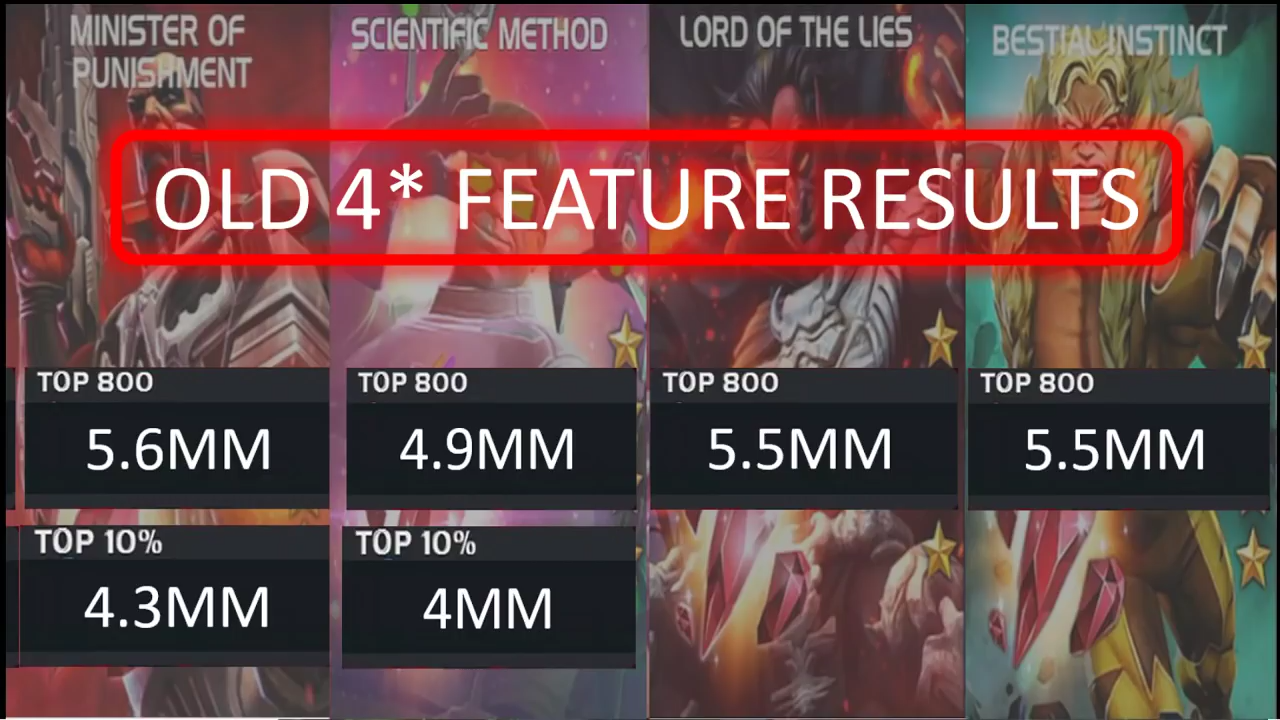 MINISTER OF
PUNISHMENT
SCIENTIFIC METHOD
LORD OF THE LIES
BESTIAL INSTINCT
OLD 4* FEATURE RESULTS
TOP 800
5.6MM
TOP 800
4.9MM
TOP 800
5.5MM
TOP 800
5.5MM
TOP 10%
4.3MM
TOP 10%
4MM